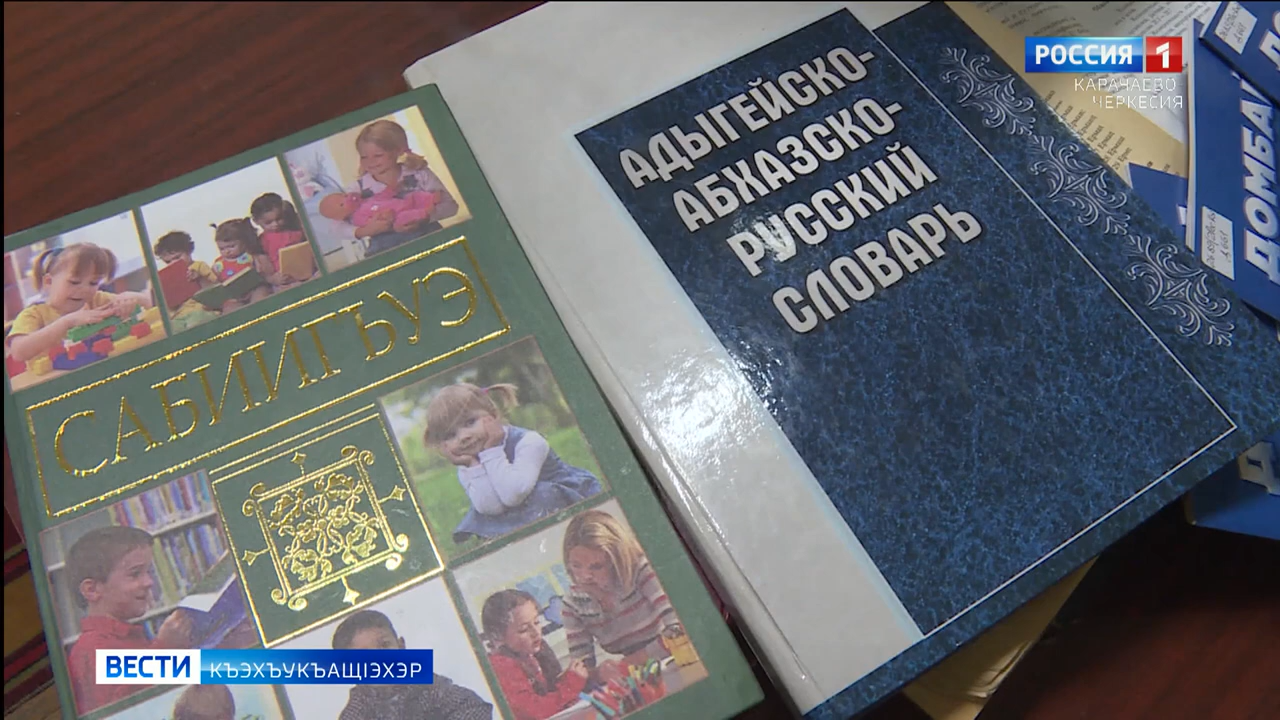 РОССИЯ 1
КАРАЧАЕВО
ЧЕРКЕСИЯ
АДЫГЕЙСКО-
АБХАЗСКО-
РУССКИЙ
СЛОВАРЬ
САБИИГЪУЭ
ДОМБА
ВЕСТИ КЪЭХЪУКЪАЩIЭХЭР